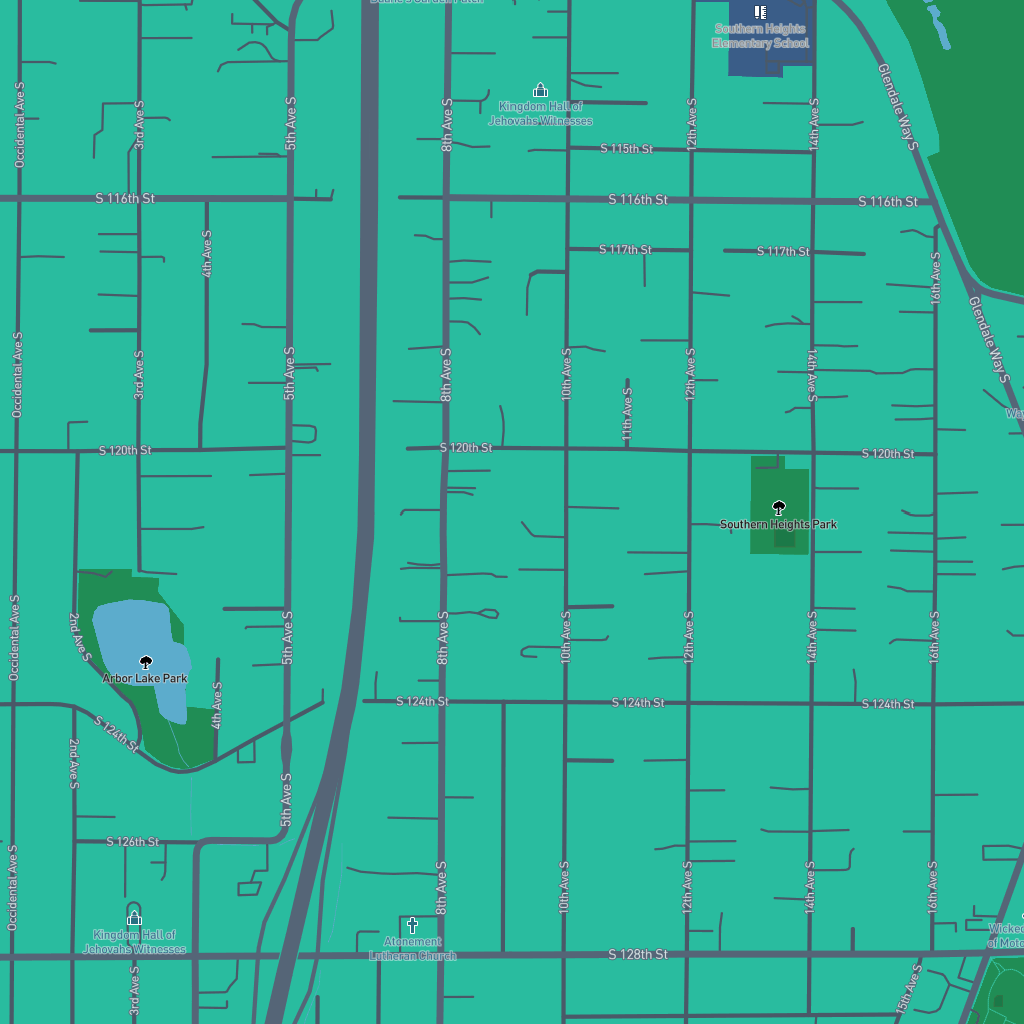 Southern Heights
Elementary School
Kingdom Hall of
Jehovahs Witnesses
Occidental Ave S
3rd Ave S
5th Ave S
8th Ave S
12th Ave S
14th Ave S
Glendale Way S
S 115th St
S 116th St
S 116th St
S 116th St
4th Ave S
S 117th St
S 117th St
16th Ave S
Glendale Way S
Occidental Ave S
3rd Ave S
5th Ave S
8th Ave S
10th Ave S
11th Ave S
12th Ave S
14th Ave S
S 120th St
S 120th St
S 120th St
Southern Heights Park
Occidental Ave S
2nd Ave S
5th Ave S
8th Ave S
10th Ave S
12th Ave S
14th Ave S
16th Ave S
Arbor Lake Park
4th Ave S
S 124th St
S 124th St
S 124th St
S 124th St
2nd Ave S
5th Ave S
S 126th St
Occidental Ave S
8th Ave S
10th Ave S
12th Ave S
14th Ave S
16th Ave S
Kingdom Hall of
Jehovahs Witnesses
Atonement
Lutheran Church
Wicked
S 128th St
3rd Ave S
15th Ave S